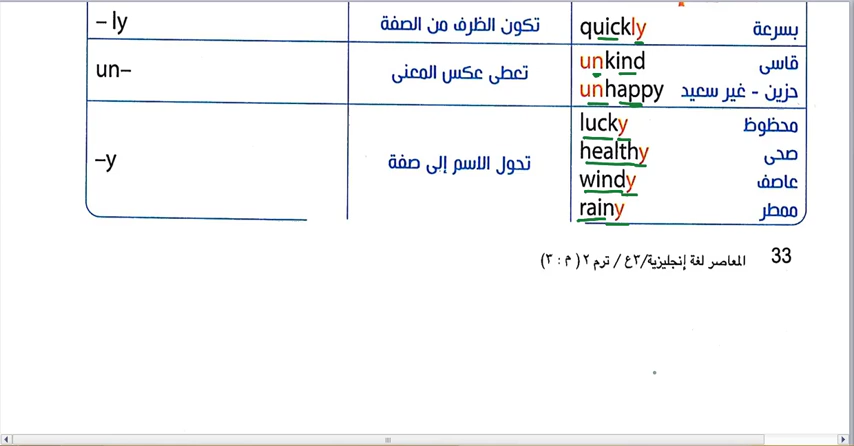 – ly تكون الظرف من الصفة quickly بسرعة
un– تعطى عكس المعنى unkind قاسى
unhappy حزين - غير سعيد
–y تحول الاسم إلى صفة lucky محظوظ
healthy صحى
windy عاصف
rainy ممطر
المعاصر لغة إنجليزية/٣ع / ترم ٢ ( م : ٣) 33